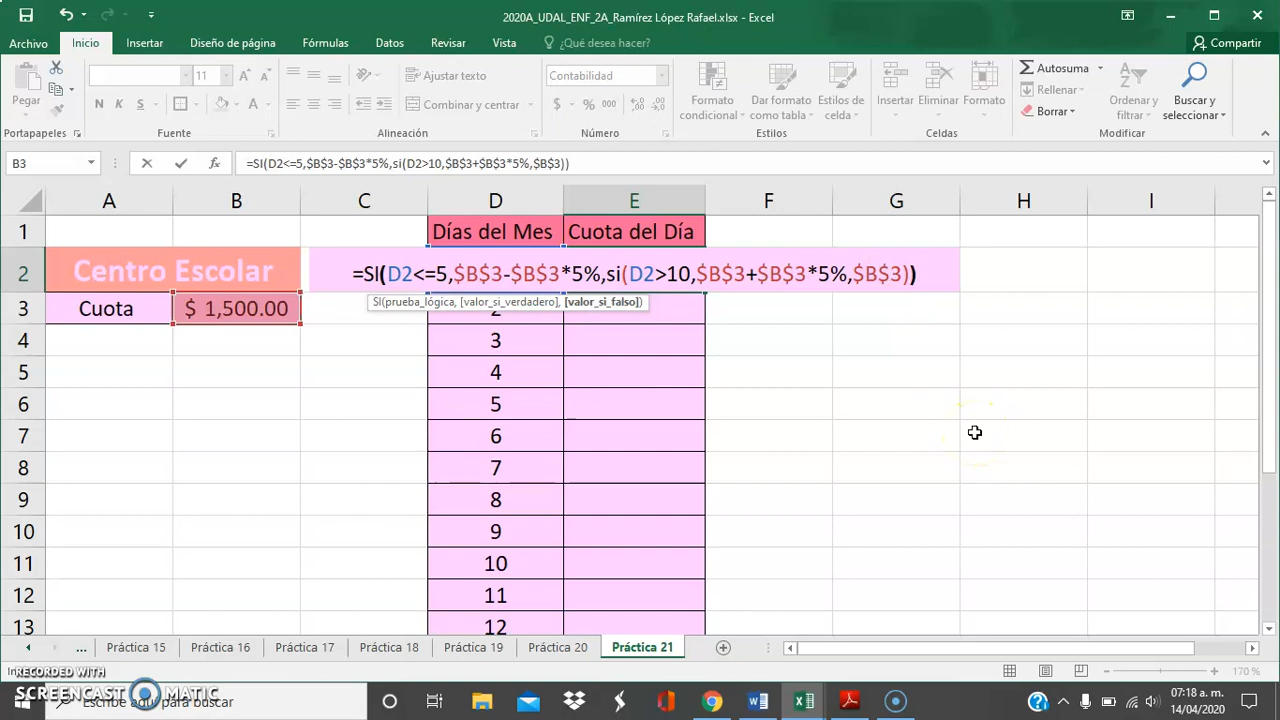 2020A_UDAL_ENF_2A_Ramírez López Rafael.xlsx - Excel
Archivo Inicio Insertar Diseño de página Fórmulas Datos Revisar Vista ¿Qué desea hacer? Compartir
Pegar
11
N K S
Fuente
Portapapeles
Ajustar texto
Combinar y centrar
Alineación
Contabilidad
$ % 000
Número
Formato condicional
Dar formato como tabla
Estilos de celda
Estilos
Insertar Eliminar Formato
Celdas
Autosuma
Rellenar
Borrar
Ordenar y filtrar
Buscar y seleccionar
Modificar
B3 fx =SI(D2<=5,$B$3-$B$3*5%,si(D2>10,$B$3+$B$3*5%,$B$3))
A B C D E F G H I
1 Días del Mes Cuota del Día
2 Centro Escolar =SI(D2<=5,$B$3-$B$3*5%,si(D2>10,$B$3+$B$3*5%,$B$3))
SI(prueba_lógica, [valor_si_verdadero], [valor_si_falso])
3 Cuota $ 1,500.00 2
4 3
5 4
6 5
7 6
8 7
9 8
10 9
11 10
12 11
13 12
... Práctica 15 Práctica 16 Práctica 17 Práctica 18 Práctica 19 Práctica 20 Práctica 21
170 %
RECORDED WITH
SCREENCAST MATIC
Escribe aquí para buscar
07:18 a. m.
14/04/2020